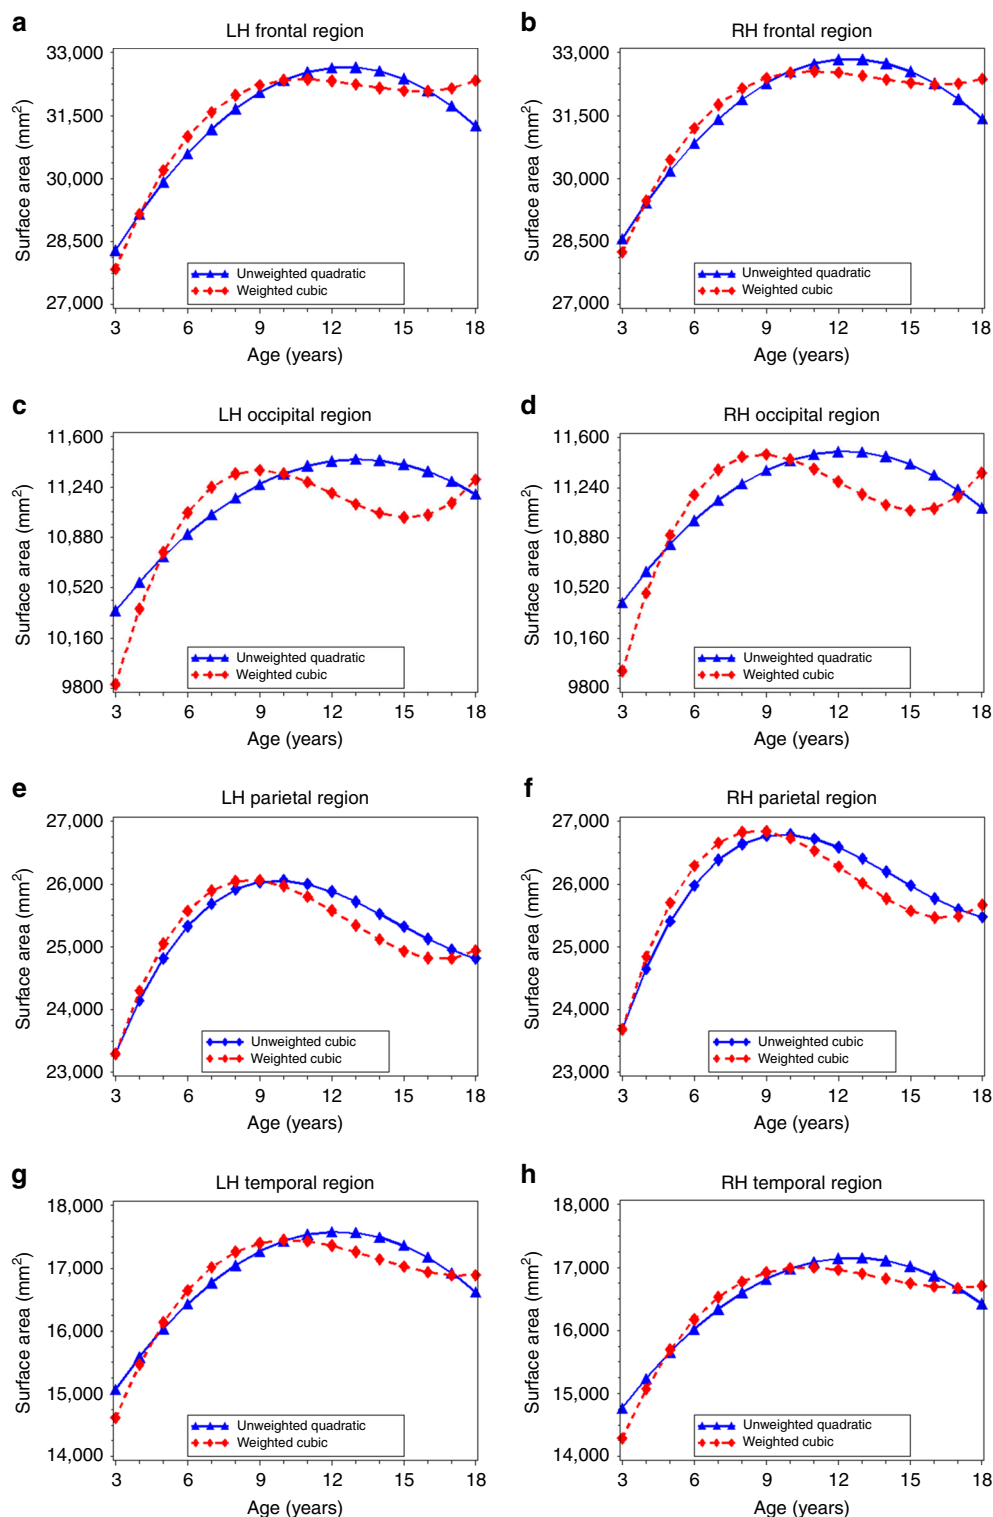 a
LH frontal region
33,000
31,500
30,000
28,500
27,000
Surface area (mm²)
Unweighted quadratic
Weighted cubic
3 6 9 12 15 18
Age (years)
b
RH frontal region
33,000
31,500
30,000
28,500
27,000
Surface area (mm²)
Unweighted quadratic
Weighted cubic
3 6 9 12 15 18
Age (years)
c
LH occipital region
11,600
11,240
10,880
10,520
10,160
9800
Surface area (mm²)
Unweighted quadratic
Weighted cubic
3 6 9 12 15 18
Age (years)
d
RH occipital region
11,600
11,240
10,880
10,520
10,160
9800
Surface area (mm²)
Unweighted quadratic
Weighted cubic
3 6 9 12 15 18
Age (years)
e
LH parietal region
27,000
26,000
25,000
24,000
23,000
Surface area (mm²)
Unweighted cubic
Weighted cubic
3 6 9 12 15 18
Age (years)
f
RH parietal region
27,000
26,000
25,000
24,000
23,000
Surface area (mm²)
Unweighted cubic
Weighted cubic
3 6 9 12 15 18
Age (years)
g
LH temporal region
18,000
17,000
16,000
15,000
14,000
Surface area (mm²)
Unweighted quadratic
Weighted cubic
3 6 9 12 15 18
Age (years)
h
RH temporal region
18,000
17,000
16,000
15,000
14,000
Surface area (mm²)
Unweighted quadratic
Weighted cubic
3 6 9 12 15 18
Age (years)